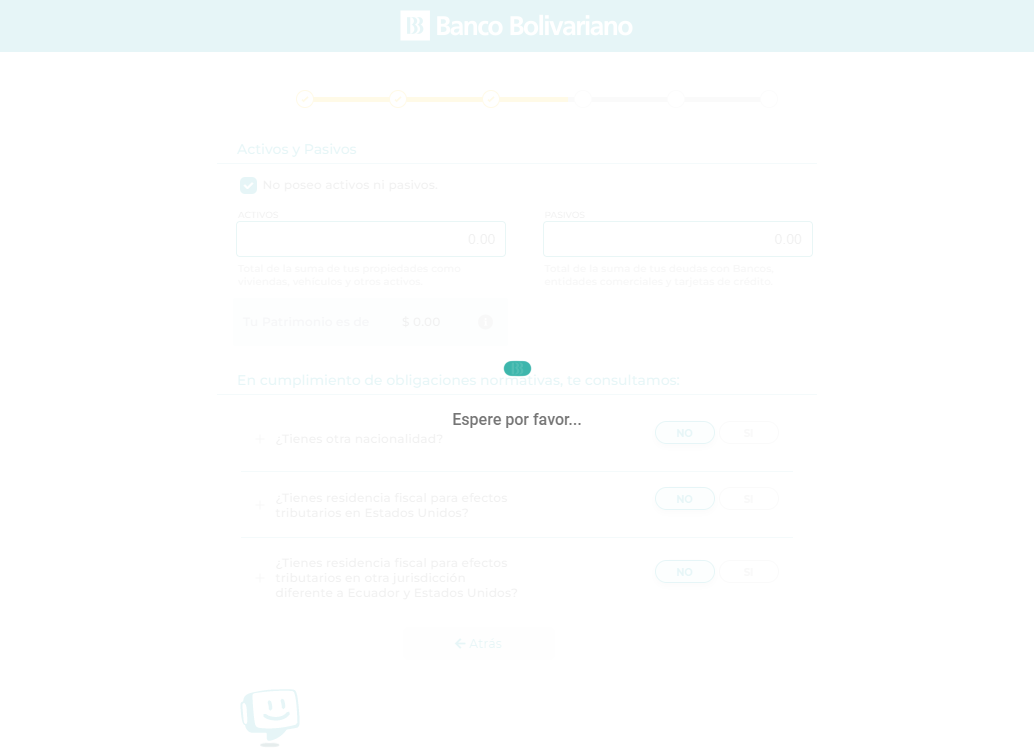 Banco Bolivariano
Activos y Pasivos
No poseo activos ni pasivos.
ACTIVOS
PASIVOS
0.00
0.00
Total de la suma de tus propiedades como
viviendas, vehículos y otros activos.
Total de la suma de tus deudas con Bancos,
entidades comerciales y tarjetas de crédito.
Tu Patrimonio es de $ 0.00
En cumplimiento de obligaciones normativas, te consultamos:
Espere por favor...
¿Tienes otra nacionalidad?
NO
SI
¿Tienes residencia fiscal para efectos
tributarios en Estados Unidos?
NO
SI
¿Tienes residencia fiscal para efectos
tributarios en otra jurisdicción
diferente a Ecuador y Estados Unidos?
NO
SI
Atrás